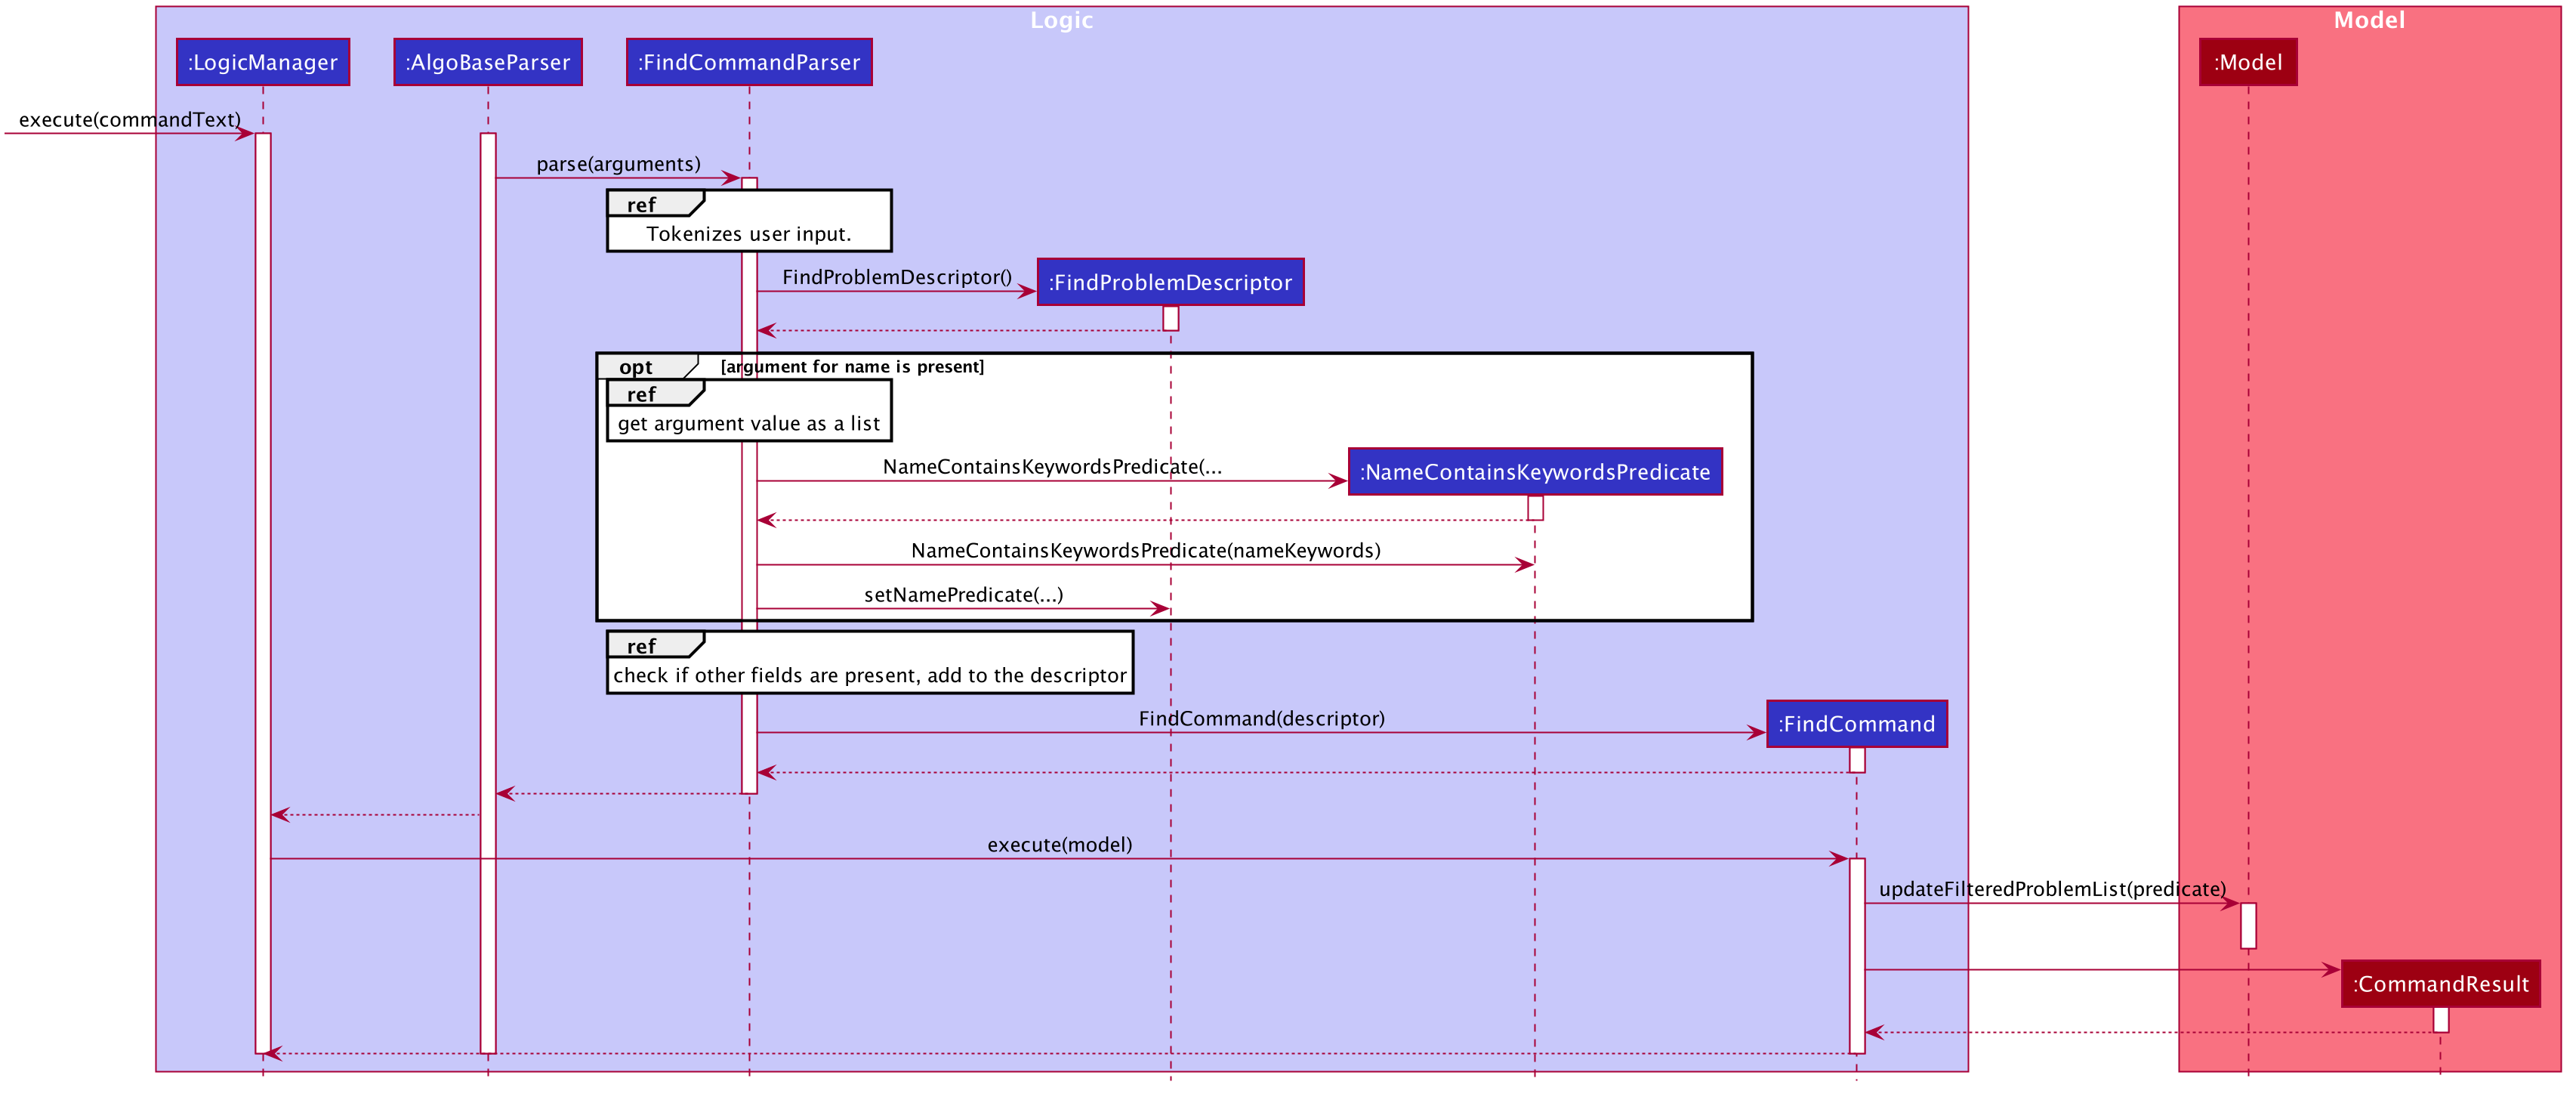 Logic
Model
:LogicManager
:AlgoBaseParser
:FindCommandParser
:Model
execute(commandText)
parse(arguments)
ref
Tokenizes user input.
FindProblemDescriptor()
:FindProblemDescriptor
opt
[argument for name is present]
ref
get argument value as a list
NameContainsKeywordsPredicate(...
:NameContainsKeywordsPredicate
NameContainsKeywordsPredicate(nameKeywords)
setNamePredicate(...)
ref
check if other fields are present, add to the descriptor
FindCommand(descriptor)
:FindCommand
execute(model)
updateFilteredProblemList(predicate)
:CommandResult